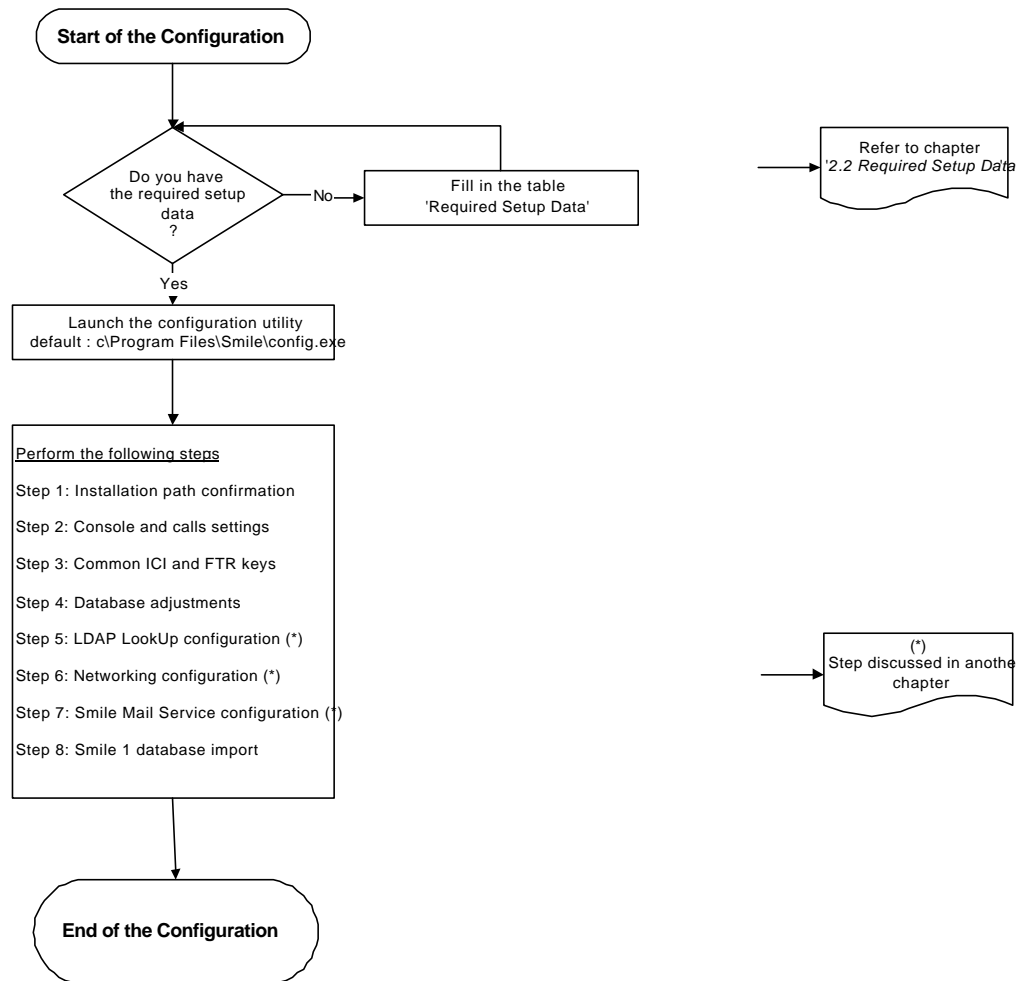 Start of the Configuration
Do you have
the required setup
data
?
No
Fill in the table
'Required Setup Data'
Refer to chapter
'2.2 Required Setup Data
Yes
Launch the configuration utility
default : c\Program Files\Smile\config.exe
Perform the following steps
Step 1: Installation path confirmation
Step 2: Console and calls settings
Step 3: Common ICI and FTR keys
Step 4: Database adjustments
Step 5: LDAP LookUp configuration (*)
Step 6: Networking configuration (*)
Step 7: Smile Mail Service configuration (*)
Step 8: Smile 1 database import
(*)
Step discussed in anothe
chapter
End of the Configuration